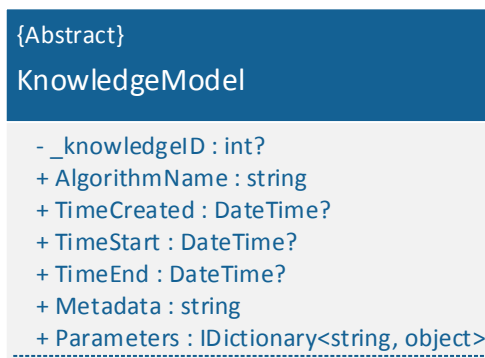 {Abstract}
KnowledgeModel
- _knowledgeID : int?
+ AlgorithmName : string
+ TimeCreated : DateTime?
+ TimeStart : DateTime?
+ TimeEnd : DateTime?
+ Metadata : string
+ Parameters : IDictionary<string, object>